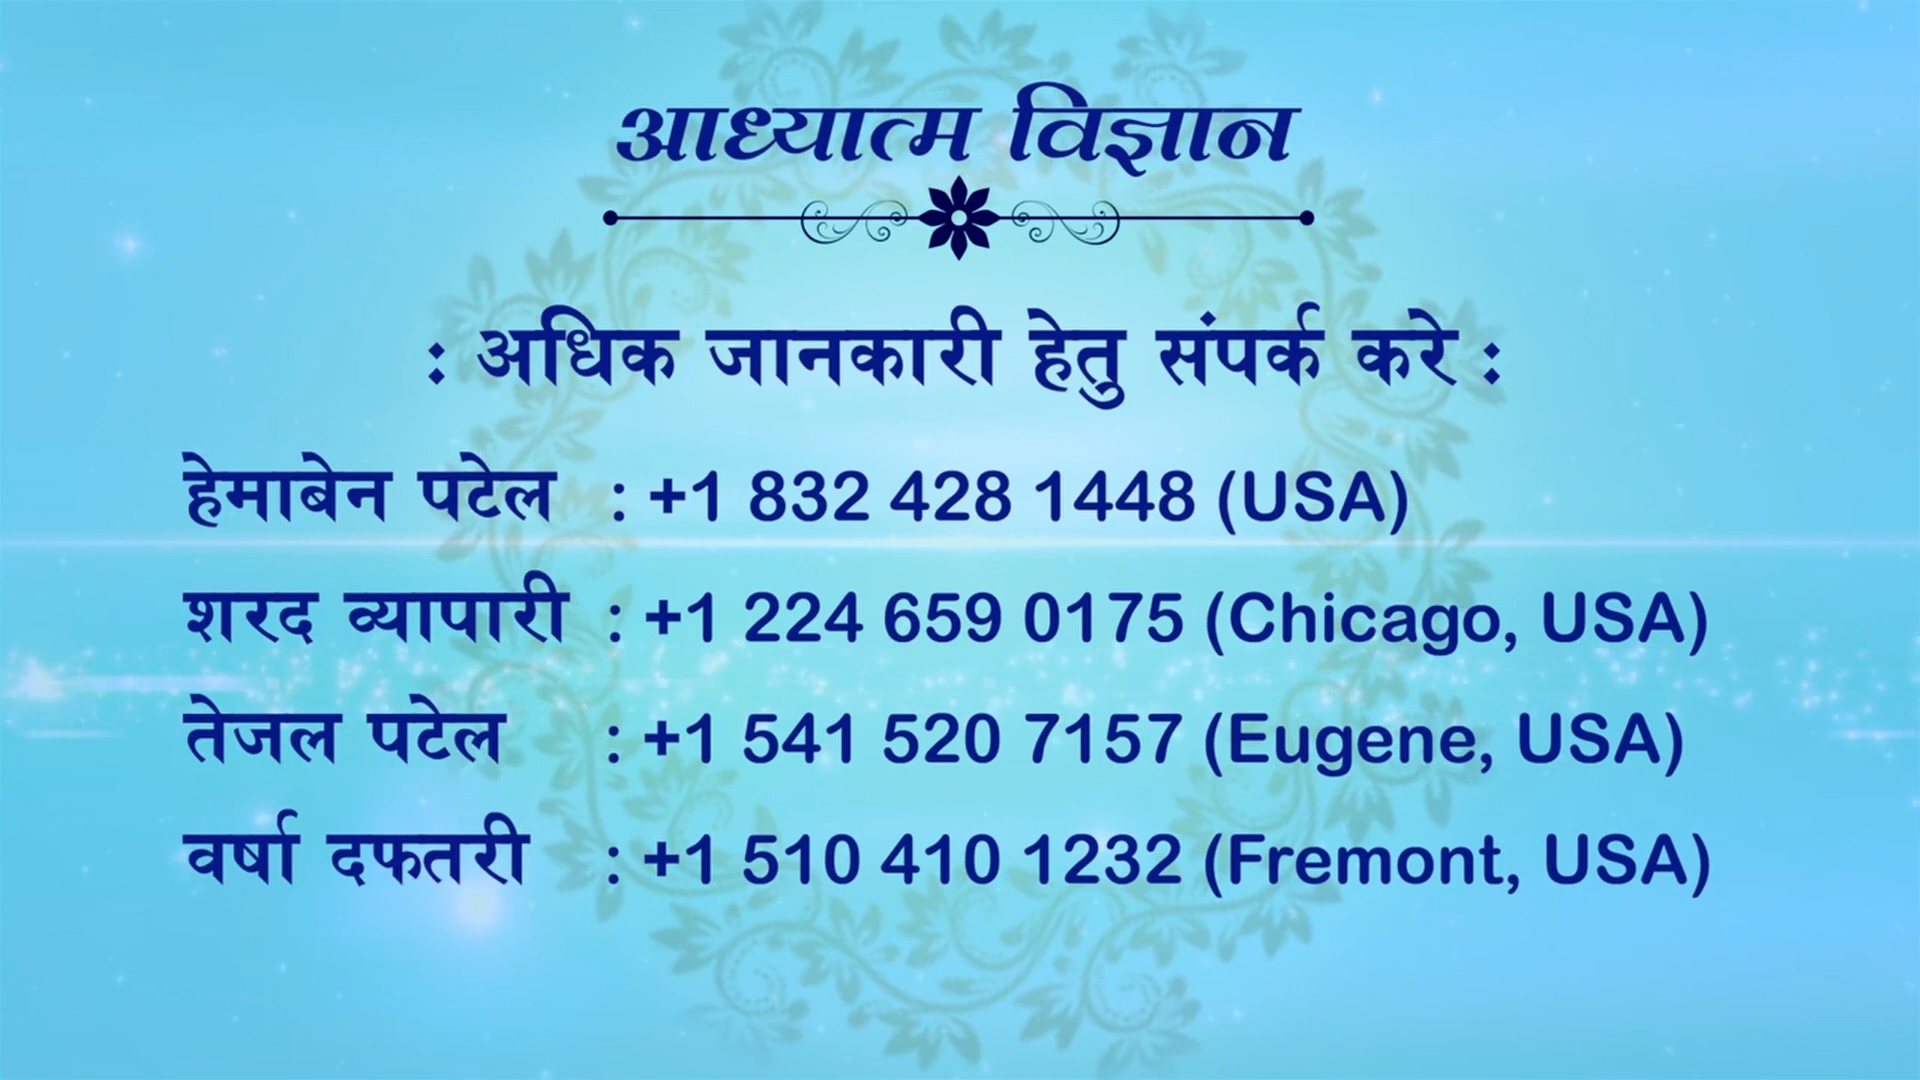 आध्यात्म विज्ञान
: अधिक जानकारी हेतु संपर्क करे :
हेमाबेन पटेल : +1 832 428 1448 (USA)
शरद व्यापारी : +1 224 659 0175 (Chicago, USA)
तेजल पटेल : +1 541 520 7157 (Eugene, USA)
वर्षा दफतरी : +1 510 410 1232 (Fremont, USA)